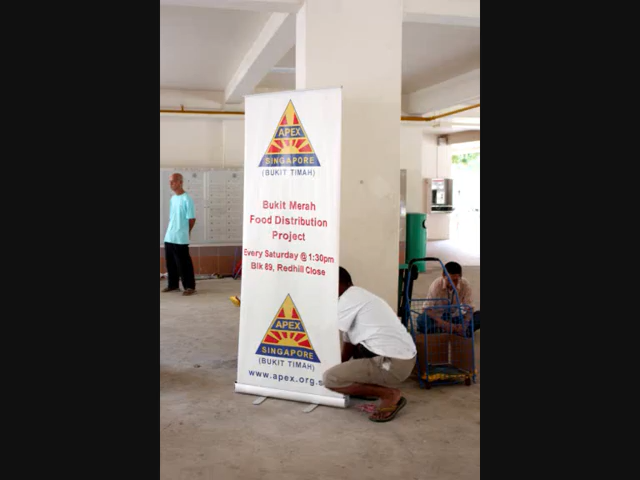 APEX
SINGAPORE
(BUKIT TIMAH)
Bukit Merah
Food Distribution
Project
Every Saturday @ 1:30pm
Blk 89, Redhill Close
APEX
SINGAPORE
(BUKIT TIMAH)
www.apex.org.s